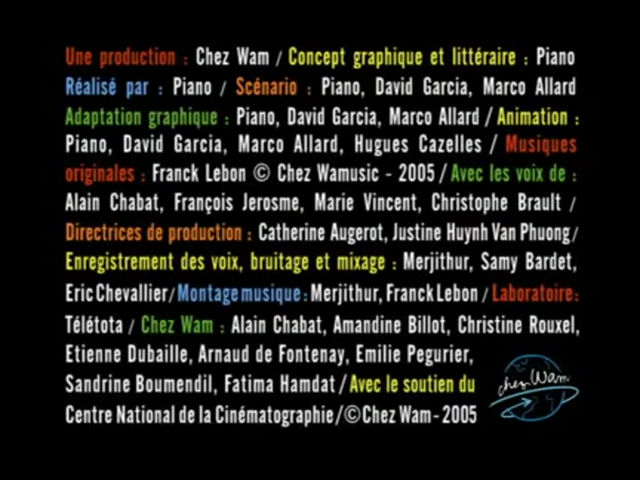 Une production : Chez Wam / Concept graphique et littéraire : Piano
Réalisé par : Piano / Scénario : Piano, David Garcia, Marco Allard
Adaptation graphique : Piano, David Garcia, Marco Allard / Animation :
Piano, David Garcia, Marco Allard, Hugues Cazelles / Musiques
originales : Franck Lebon © Chez Wamusic - 2005 / Avec les voix de :
Alain Chabat, François Jerosme, Marie Vincent, Christophe Brault /
Directrices de production : Catherine Augerot, Justine Huynh Van Phuong/
Enregistrement des voix, bruitage et mixage : Merjithur, Samy Bardet,
Eric Chevallier/Montage musique: Merjithur, Franck Lebon / Laboratoire:
Télétota / Chez Wam : Alain Chabat, Amandine Billot, Christine Rouxel,
Etienne Dubaille, Arnaud de Fontenay, Emilie Pegurier,
Sandrine Boumendil, Fatima Hamdat/Avec le soutien du
Centre National de la Cinématographie/©Chez Wam-2005
chez Wam